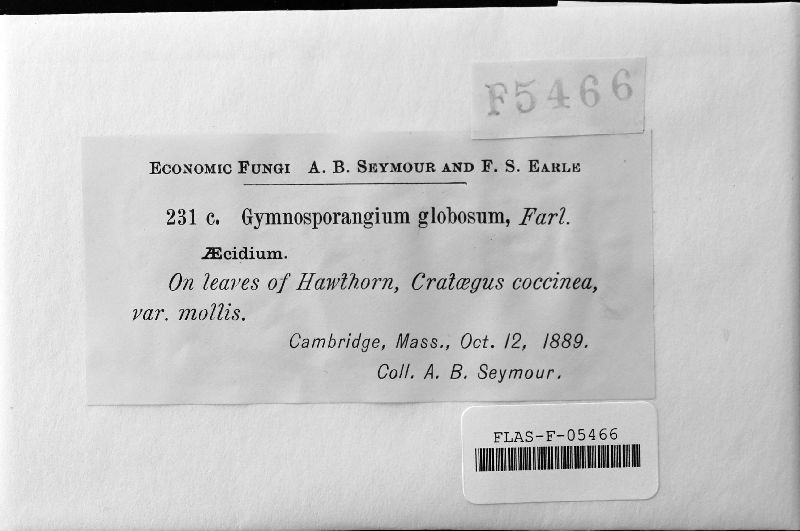 F5466
Economic Fungi A. B. Seymour and F. S. Earle
231 c. Gymnosporangium globosum, Farl.
Æcidium.
On leaves of Hawthorn, Cratægus coccinea,
var. mollis.
Cambridge, Mass., Oct. 12, 1889.
Coll. A. B. Seymour.
FLAS-F-05466